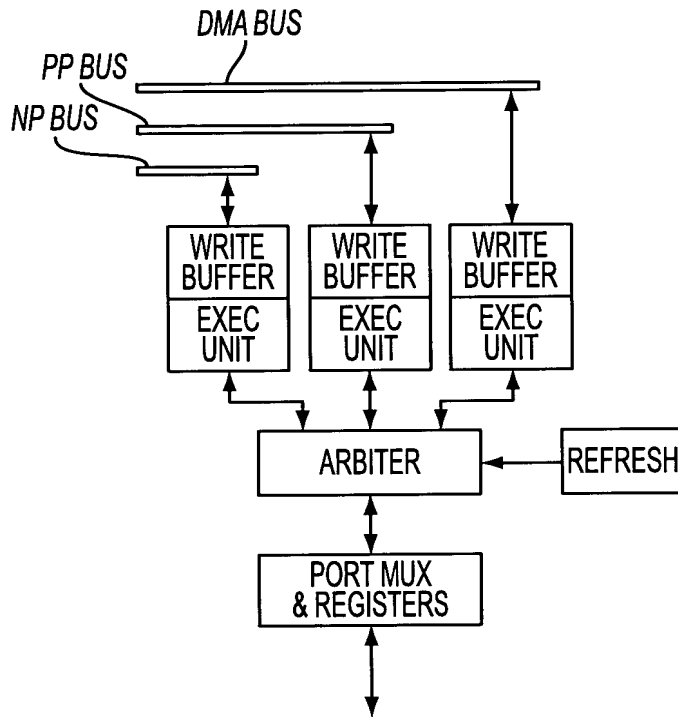 DMA BUS
PP BUS
NP BUS
WRITE
BUFFER
EXEC
UNIT
WRITE
BUFFER
EXEC
UNIT
WRITE
BUFFER
EXEC
UNIT
ARBITER
REFRESH
PORT MUX
& REGISTERS